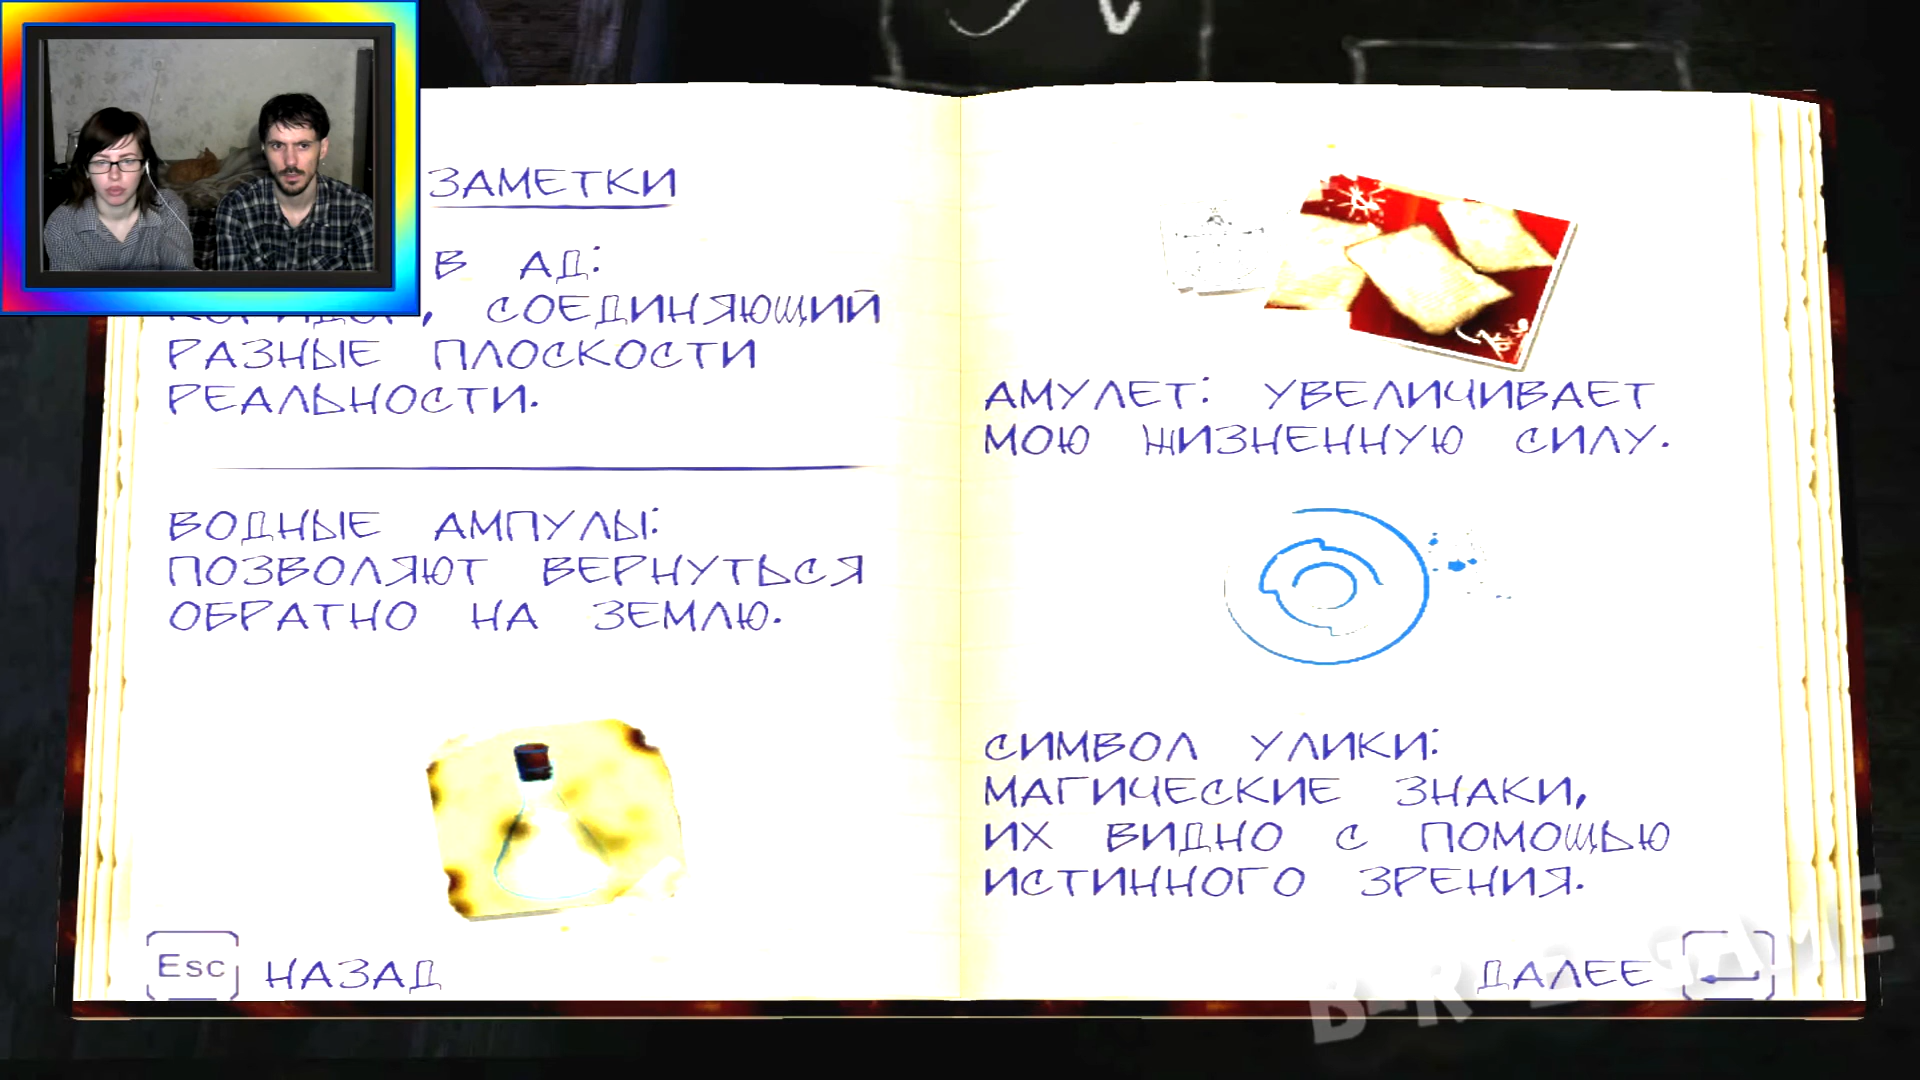 ЗАМЕТКИ
В АД:
КОРИДОР, СОЕДИНЯЮЩИЙ
РАЗНЫЕ ПЛОСКОСТИ
РЕАЛЬНОСТИ.
ВОДНЫЕ АМПУЛЫ:
ПОЗВОЛЯЮТ ВЕРНУТЬСЯ
ОБРАТНО НА ЗЕМЛЮ.
Esc НАЗАД
АМУЛЕТ: УВЕЛИЧИВАЕТ
МОЮ ЖИЗНЕННУЮ СИЛУ.
СИМВОЛ УЛИКИ:
МАГИЧЕСКИЕ ЗНАКИ,
ИХ ВИДНО С ПОМОЩЬЮ
ИСТИННОГО ЗРЕНИЯ.
ДАЛЕЕ